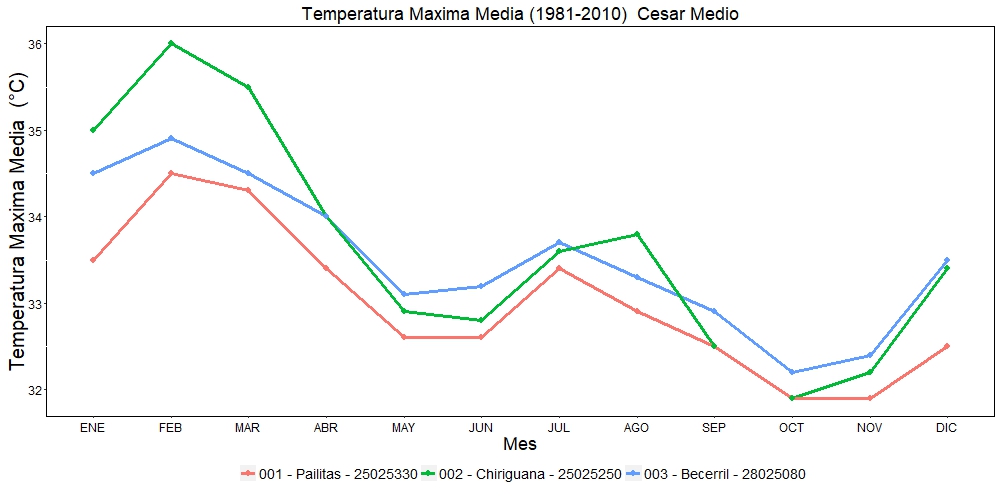 Temperatura Maxima Media (1981-2010)  Cesar Medio
Temperatura Maxima Media  (°C)
36
35
34
33
32
ENE FEB MAR ABR MAY JUN JUL AGO SEP OCT NOV DIC
Mes
001 - Pailitas - 25025330 002 - Chiriguana - 25025250 003 - Becerril - 28025080